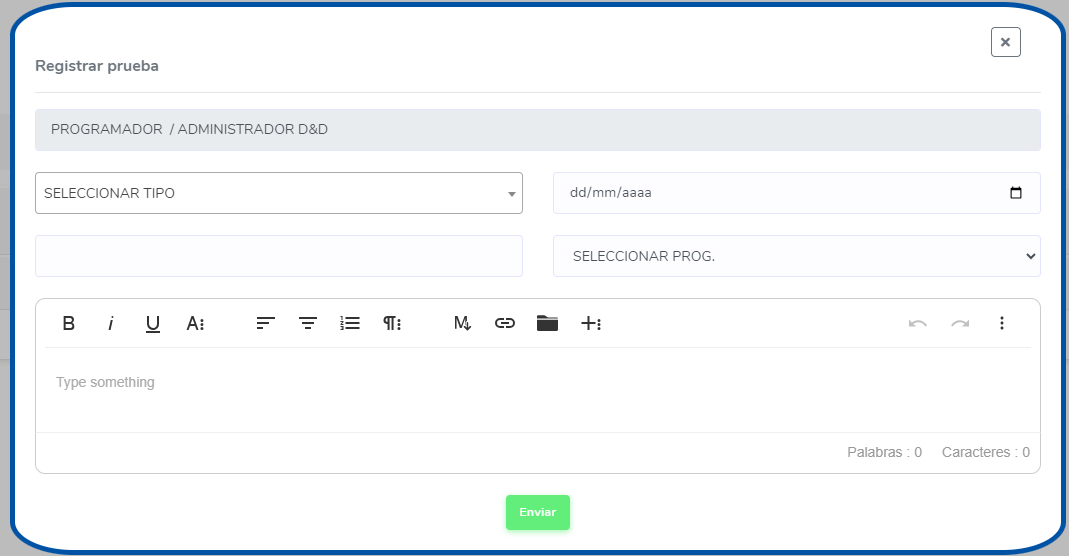 Registrar prueba
PROGRAMADOR / ADMINISTRADOR D&D
SELECCIONAR TIPO
dd/mm/aaaa
SELECCIONAR PROG.
Type something
Palabras : 0 Caracteres : 0
Enviar